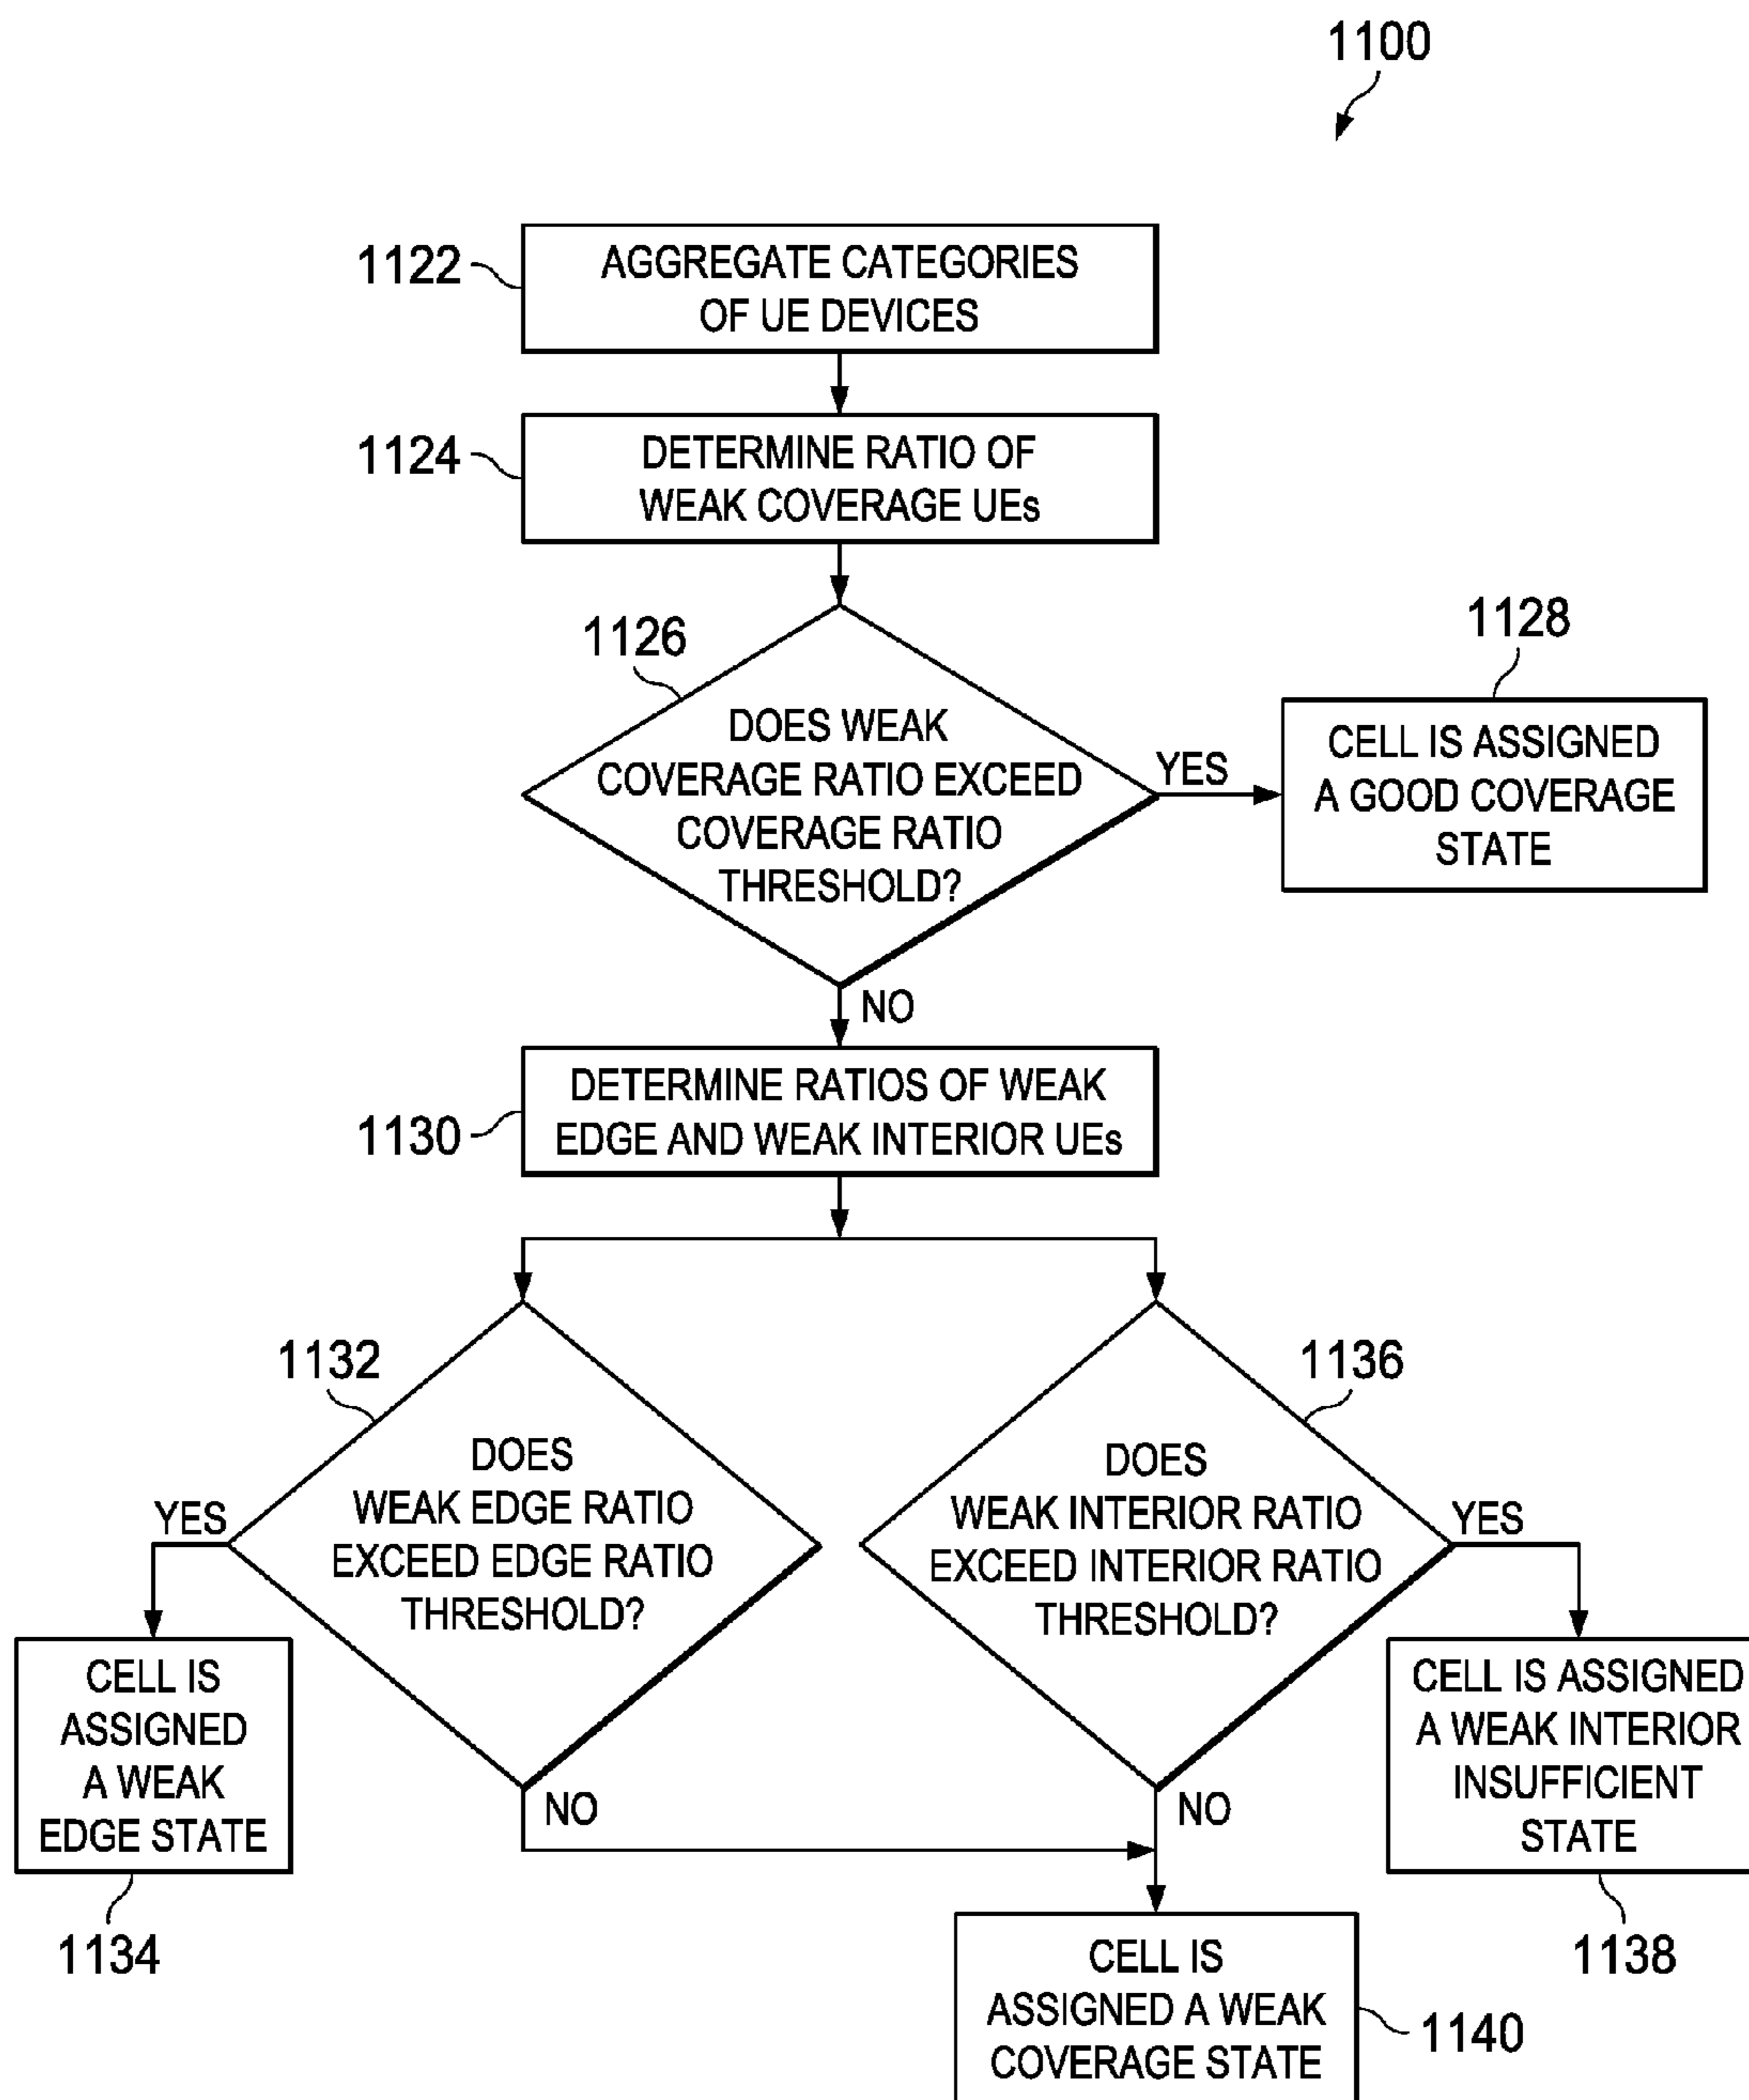 1100
1122
AGGREGATE CATEGORIES
OF UE DEVICES
1124
DETERMINE RATIO OF
WEAK COVERAGE UEs
1126
DOES WEAK
COVERAGE RATIO EXCEED
COVERAGE RATIO
THRESHOLD?
YES
1128
CELL IS ASSIGNED
A GOOD COVERAGE
STATE
NO
1130
DETERMINE RATIOS OF WEAK
EDGE AND WEAK INTERIOR UEs
1132
DOES
WEAK EDGE RATIO
EXCEED EDGE RATIO
THRESHOLD?
YES
NO
1136
DOES
WEAK INTERIOR RATIO
EXCEED INTERIOR RATIO
THRESHOLD?
YES
NO
CELL IS
ASSIGNED
A WEAK
EDGE STATE
1134
CELL IS ASSIGNED
A WEAK INTERIOR
INSUFFICIENT
STATE
1138
CELL IS
ASSIGNED A WEAK
COVERAGE STATE
1140